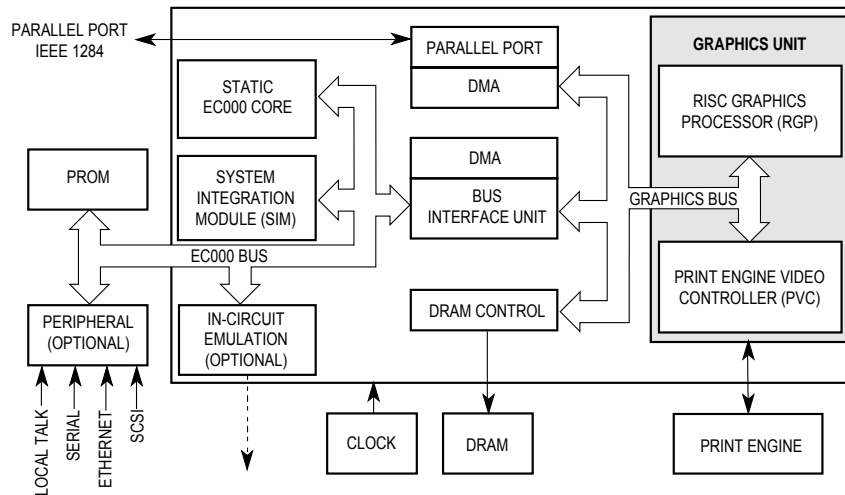 PARALLEL PORT
IEEE 1284
PARALLEL PORT
DMA
GRAPHICS UNIT
STATIC
EC000 CORE
RISC GRAPHICS
PROCESSOR (RGP)
PROM
SYSTEM
INTEGRATION
MODULE (SIM)
DMA
BUS
INTERFACE UNIT
GRAPHICS BUS
EC000 BUS
PRINT ENGINE VIDEO
CONTROLLER (PVC)
PERIPHERAL
(OPTIONAL)
IN-CIRCUIT
EMULATION
(OPTIONAL)
DRAM CONTROL
LOCAL TALK
SERIAL
ETHERNET
SCSI
CLOCK
DRAM
PRINT ENGINE